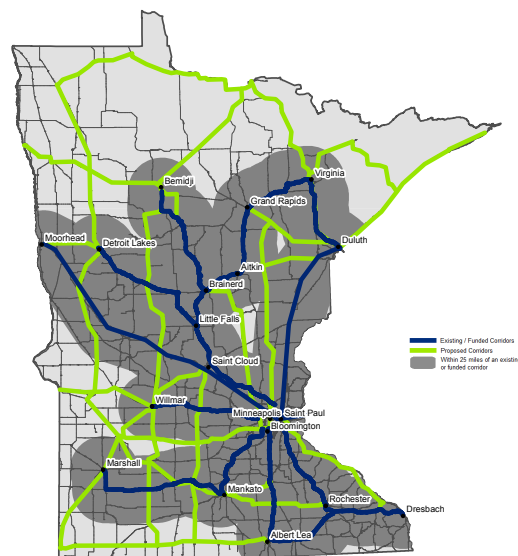 Bemidji
Virginia
Grand Rapids
Moorhead
Detroit Lakes
Duluth
Aitkin
Brainerd
Little Falls
Existing / Funded Corridors
Proposed Corridors
Within 25 miles of an existin
or funded corridor
Saint Cloud
Willmar
Minneapolis
Saint Paul
Bloomington
Marshall
Mankato
Rochester
Dresbach
Albert Lea